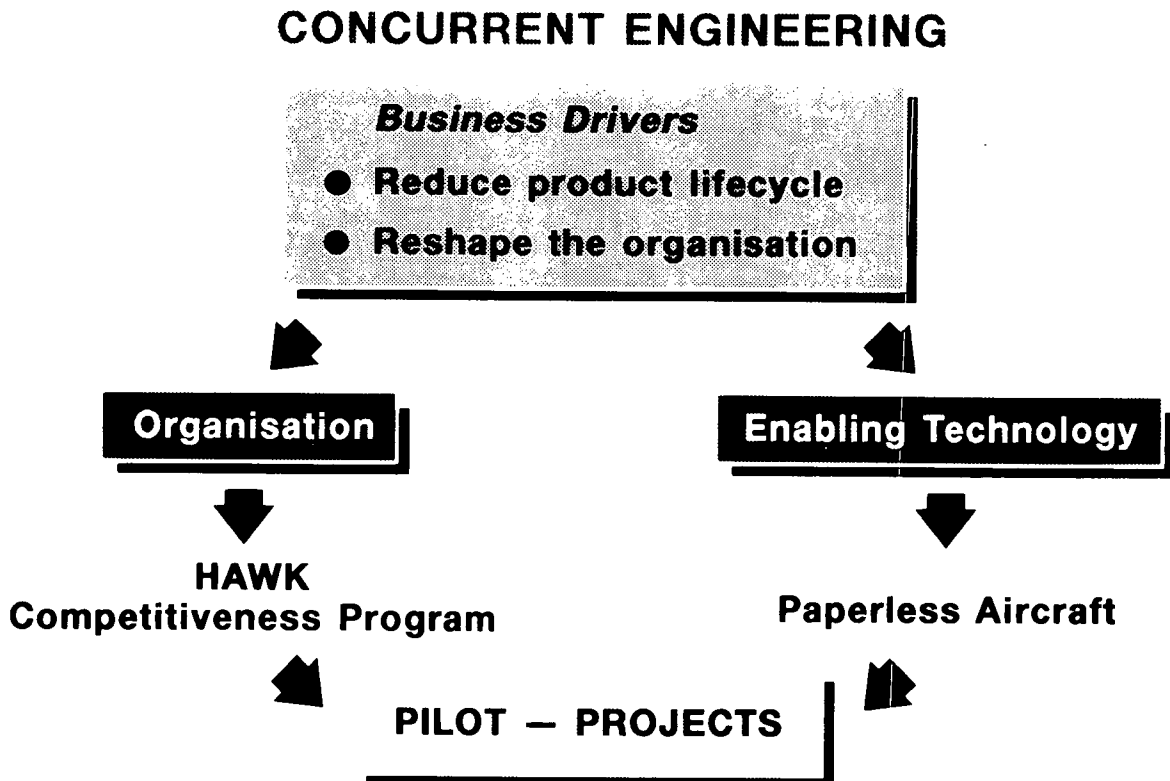 CONCURRENT ENGINEERING
Business Drivers
● Reduce product lifecycle
● Reshape the organisation
Organisation
Enabling Technology
HAWK
Competitiveness Program
Paperless Aircraft
PILOT — PROJECTS